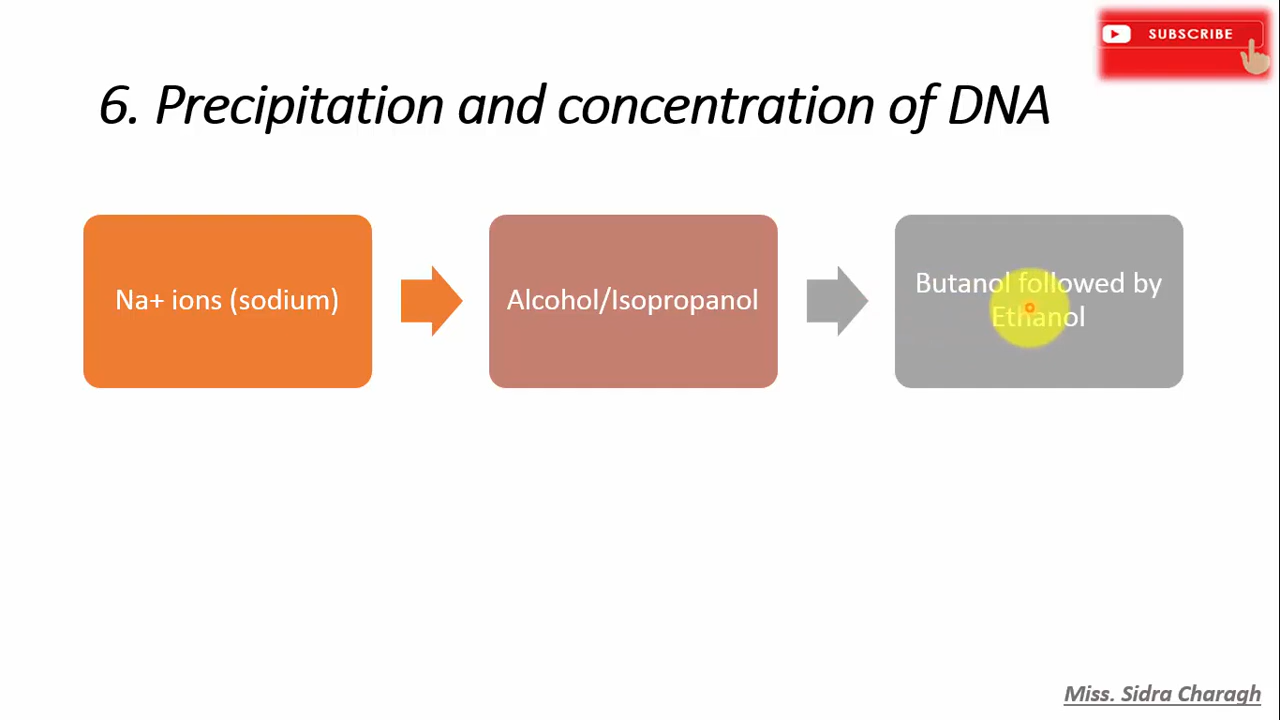 SUBSCRIBE
6. Precipitation and concentration of DNA
Na+ ions (sodium)
Alcohol/Isopropanol
Butanol followed by
Ethanol
Miss. Sidra Charagh